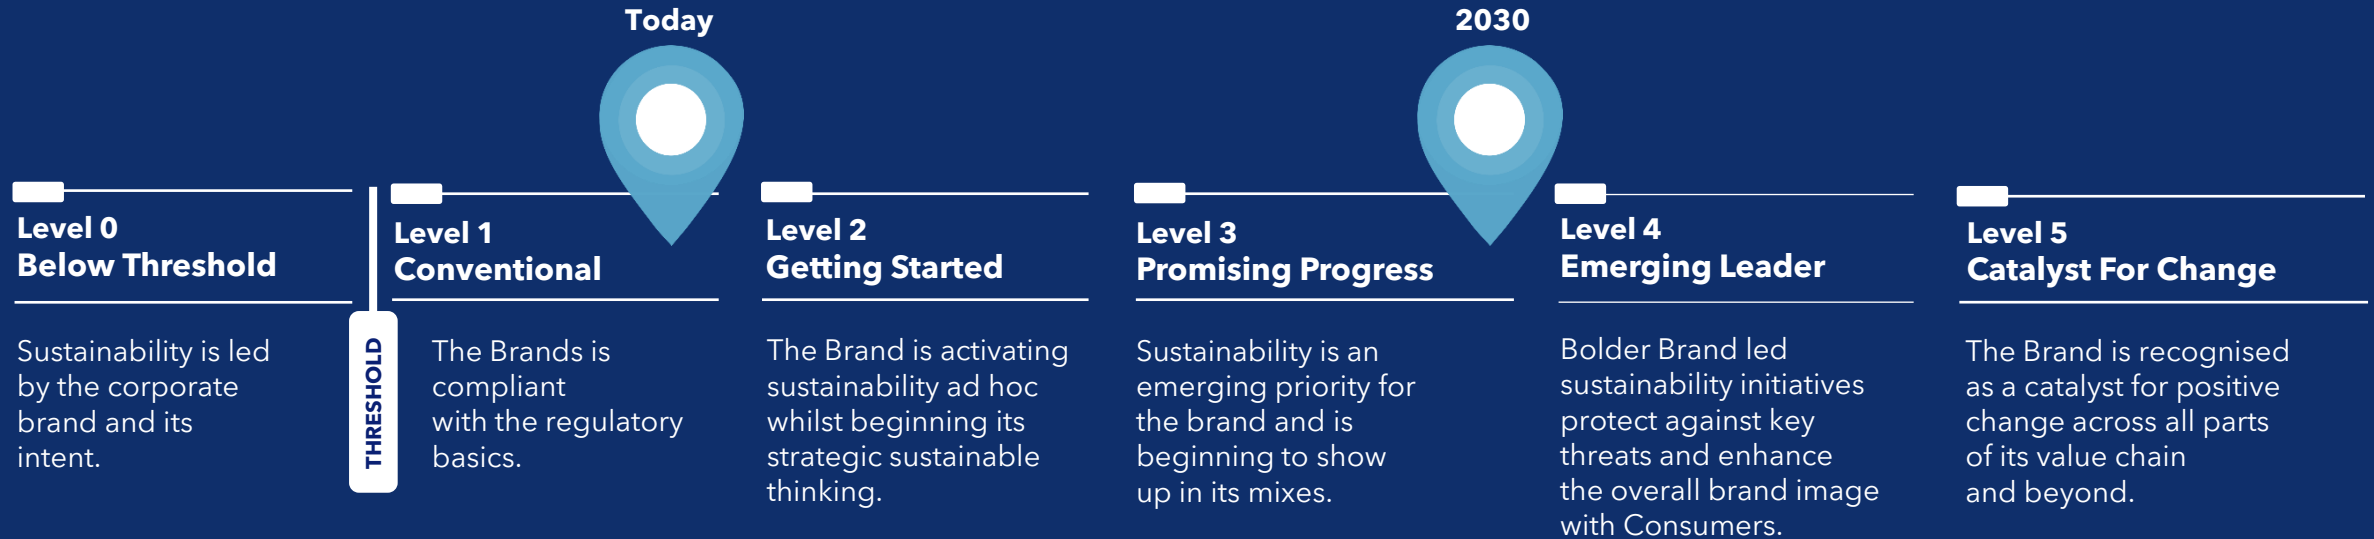 Today
2030
Level 0
Below Threshold
Sustainability is led
by the corporate
brand and its
intent.
THRESHOLD
Level 1
Conventional
The Brands is
compliant
with the regulatory
basics.
Level 2
Getting Started
The Brand is activating
sustainability ad hoc
whilst beginning its
strategic sustainable
thinking.
Level 3
Promising Progress
Sustainability is an
emerging priority for
the brand and is
beginning to show
up in its mixes.
Level 4
Emerging Leader
Bolder Brand led
sustainability initiatives
protect against key
threats and enhance
the overall brand image
with Consumers.
Level 5
Catalyst For Change
The Brand is recognised
as a catalyst for positive
change across all parts
of its value chain
and beyond.